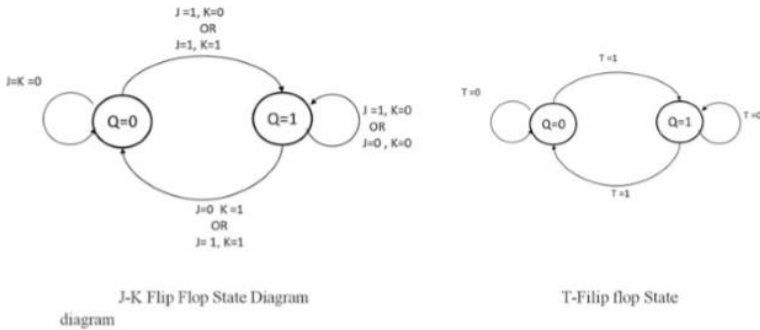 J =1, K=0
OR
J=1, K=1
J=K =0
Q=0
Q=1
J =1, K=0
OR
J=0 , K=0
J=0 K =1
OR
J= 1, K=1
J-K Flip Flop State Diagram
diagram
T =1
T =0
Q=0
Q=1
T =0
T =1
T-Filip flop State